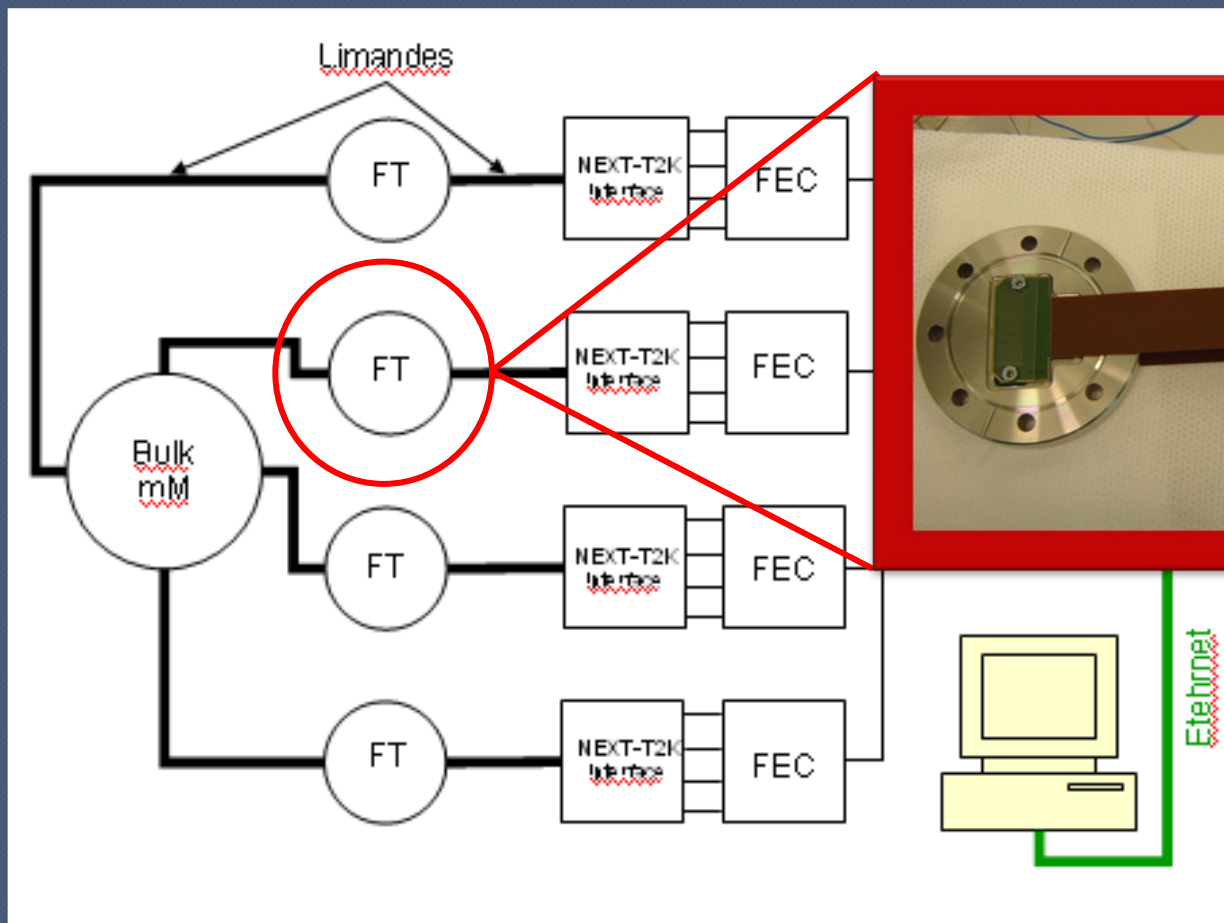 Limandes
FT
NEXT-T2K
Interface
FEC
FT
NEXT-T2K
Interface
FEC
Bulk
mM
FT
NEXT-T2K
Interface
FEC
FT
NEXT-T2K
Interface
FEC
Etehrnet